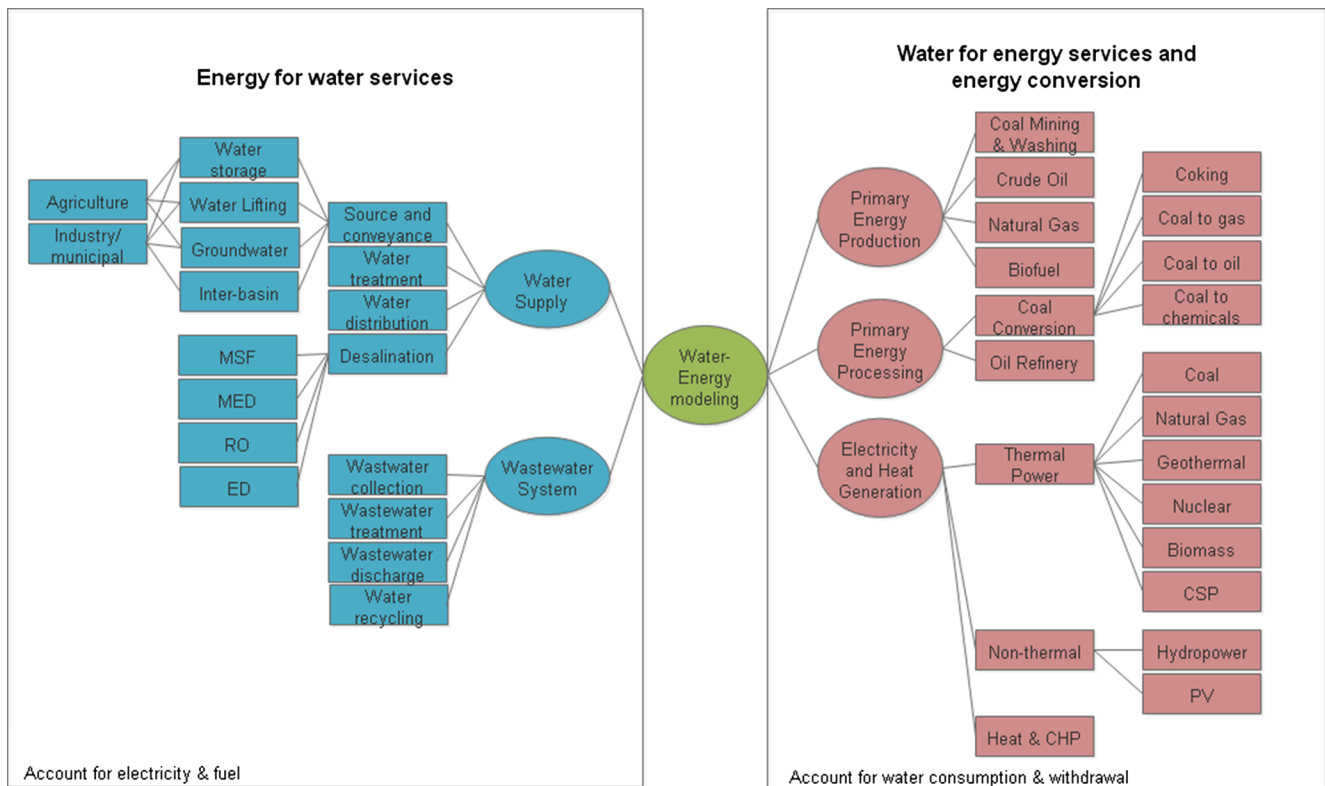 Energy for water services
Water
storage
Agriculture
Water Lifting
Industry/
municipal
Groundwater
Inter-basin
Source and
conveyance
Water
treatment
Water
distribution
Desalination
MSF
MED
RO
ED
Water
Supply
Wastwater
collection
Wastewater
treatment
Wastewater
discharge
Water
recycling
Wastewater
System
Account for electricity & fuel
Water-
Energy
modeling
Water for energy services and
energy conversion
Primary
Energy
Production
Coal Mining
& Washing
Crude Oil
Natural Gas
Biofuel
Primary
Energy
Processing
Coal
Conversion
Oil Refinery
Coking
Coal to gas
Coal to oil
Coal to
chemicals
Electricity
and Heat
Generation
Thermal
Power
Coal
Natural Gas
Geothermal
Nuclear
Biomass
CSP
Non-thermal
Hydropower
PV
Heat & CHP
Account for water consumption & withdrawal